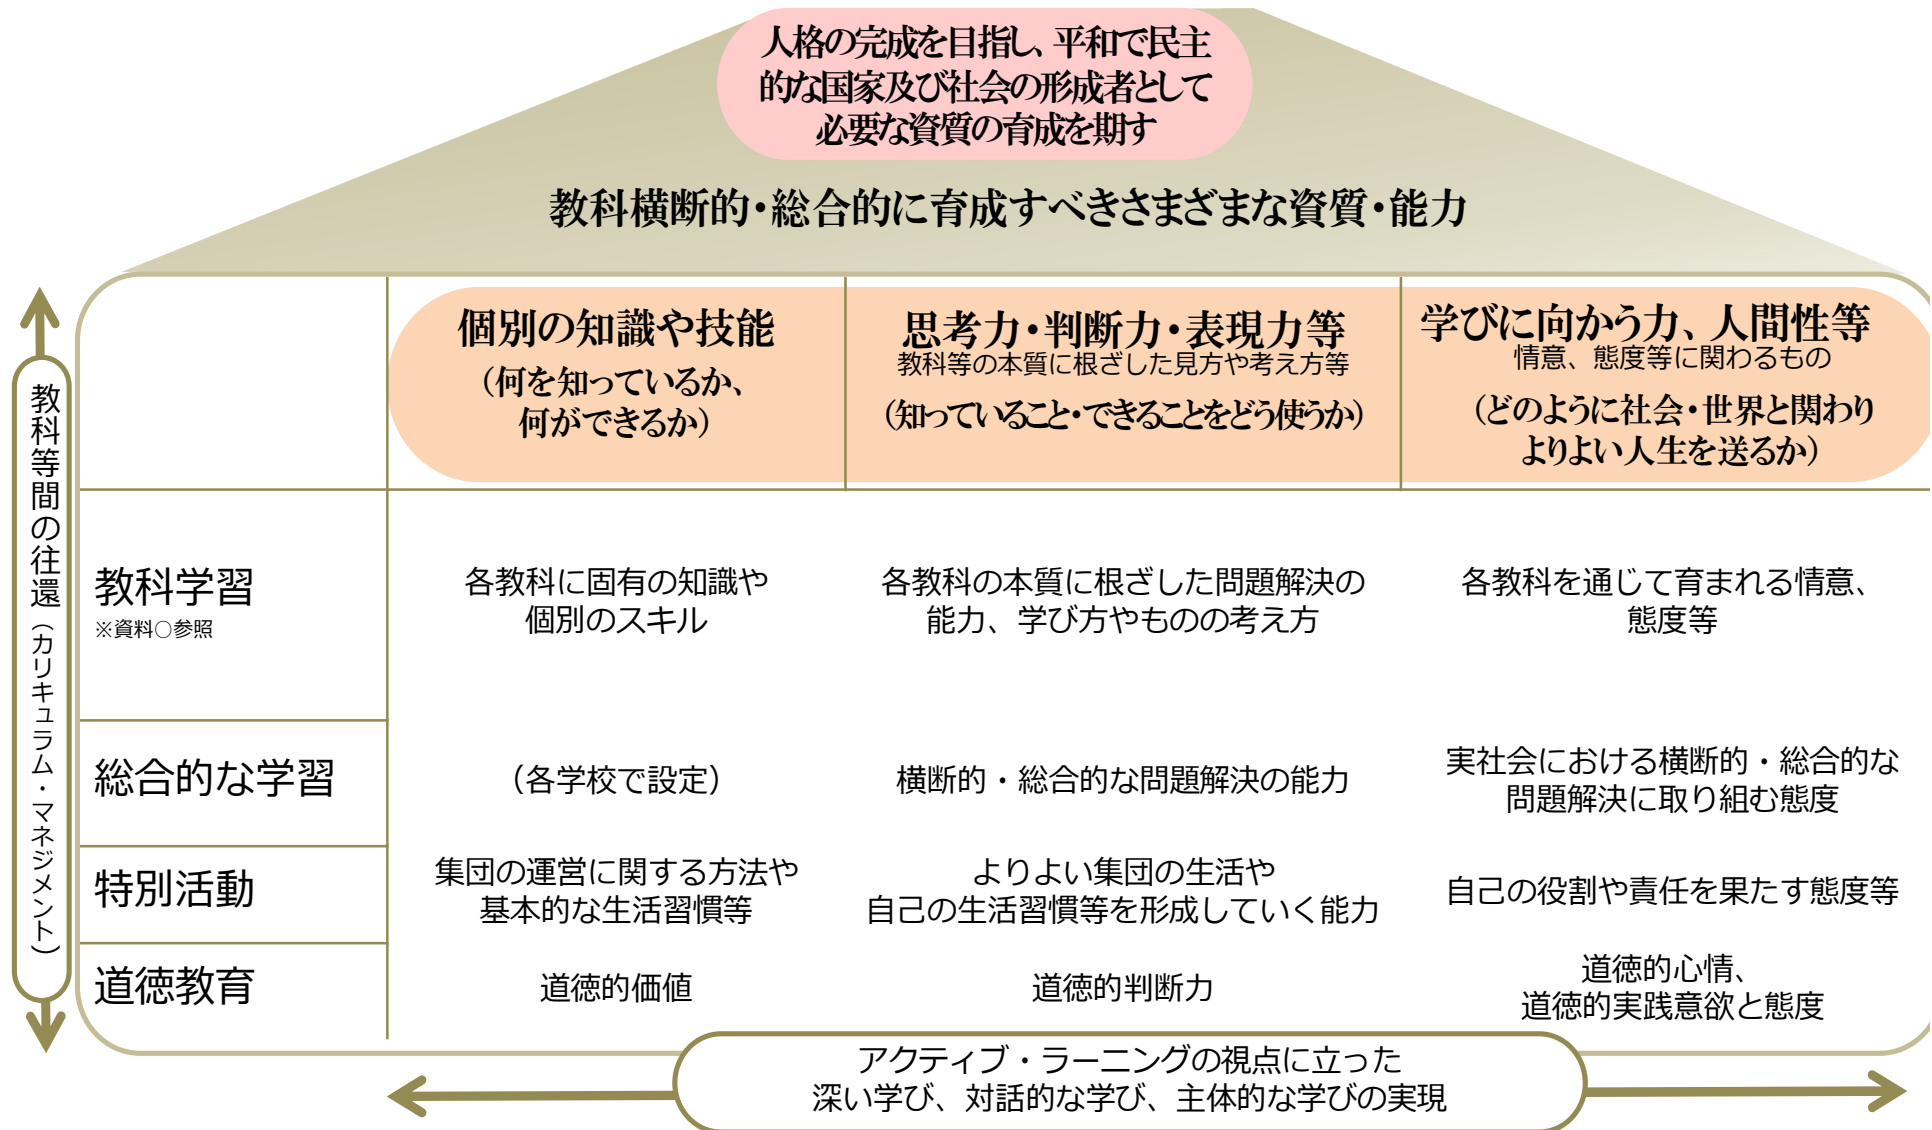 人格の完成を目指し、平和で民主
的な国家及び社会の形成者として
必要な資質の育成を期す
教科横断的・総合的に育成すべきさまざまな資質・能力
教科等間の往還（カリキュラム・マネジメント）
個別の知識や技能
（何を知っているか、
何ができるか）
思考力・判断力・表現力等
教科等の本質に根ざした見方や考え方等
（知っていること・できることをどう使うか）
学びに向かう力、人間性等
情意、態度等に関わるもの
（どのように社会・世界と関わり
よりよい人生を送るか）
教科学習
※資料○参照
各教科に固有の知識や
個別のスキル
各教科の本質に根ざした問題解決の
能力、学び方やものの考え方
各教科を通じて育まれる情意、
態度等
総合的な学習
（各学校で設定）
横断的・総合的な問題解決の能力
実社会における横断的・総合的な
問題解決に取り組む態度
特別活動
集団の運営に関する方法や
基本的な生活習慣等
よりよい集団の生活や
自己の生活習慣等を形成していく能力
自己の役割や責任を果たす態度等
道徳教育
道徳的価値
道徳的判断力
道徳的心情、
道徳的実践意欲と態度
アクティブ・ラーニングの視点に立った
深い学び、対話的な学び、主体的な学びの実現